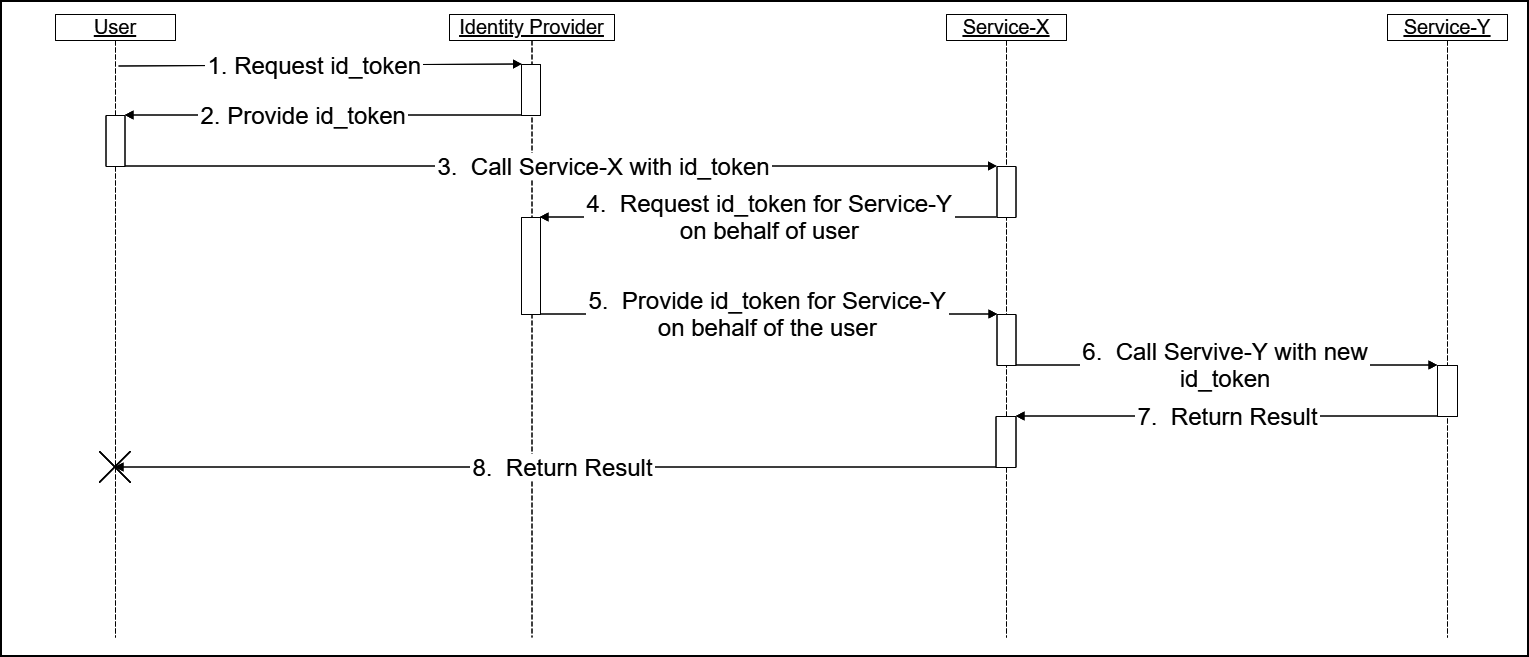 User
Identity Provider
Service-X
Service-Y
1. Request id_token
2. Provide id_token
3.  Call Service-X with id_token
4.  Request id_token for Service-Y
on behalf of user
5.  Provide id_token for Service-Y
on behalf of the user
6.  Call Servive-Y with new
id_token
7.  Return Result
8.  Return Result